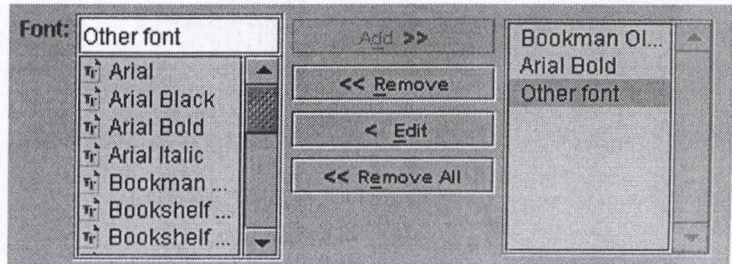 Font:
Other font
Arial
Arial Black
Arial Bold
Arial Italic
Bookman ...
Bookshelf ...
Bookshelf ...
Add >>
<< Remove
< Edit
<< Remove All
Bookman Ol...
Arial Bold
Other font